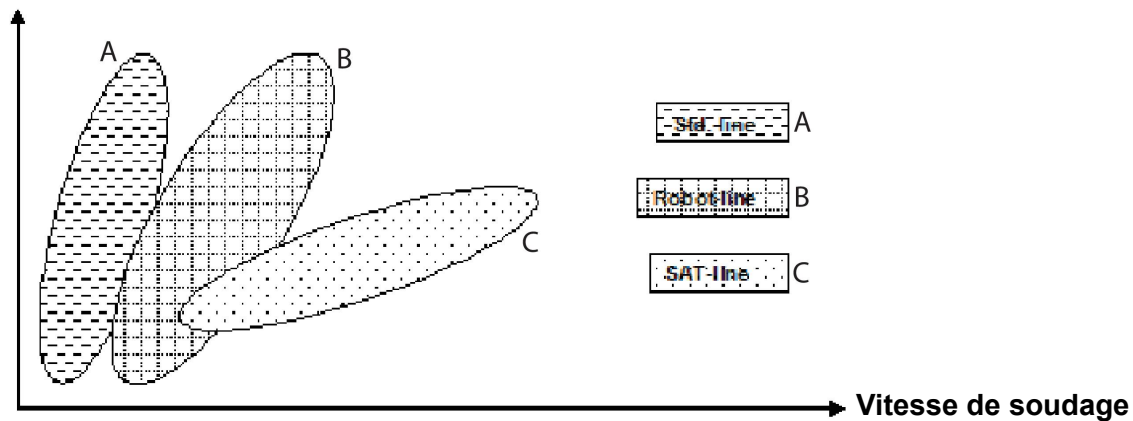 A
B
C
Std.-line A
Robot-line B
SAT-line C
Vitesse de soudage